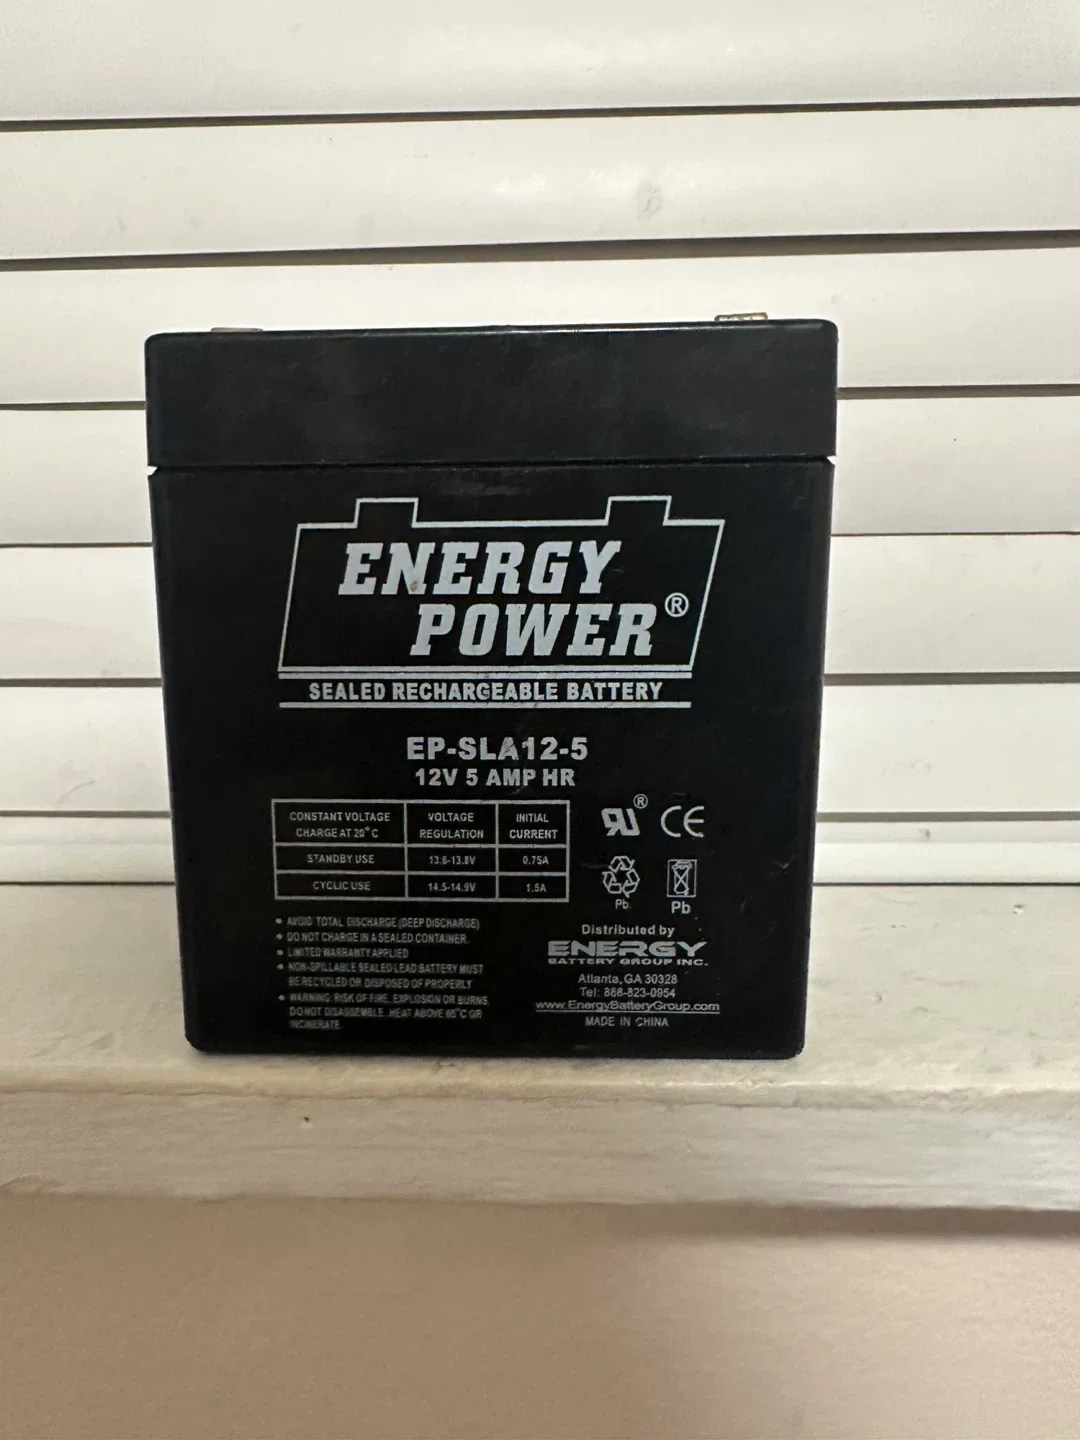 ENERGY
POWER®
SEALED RECHARGEABLE BATTERY
EP-SLA12-5
12V 5 AMP HR
CONSTANT VOLTAGE CHARGE AT 20°C VOLTAGE REGULATION INITIAL CURRENT
STANDBY USE 13.6-13.8V 0.75A
CYCLIC USE 14.5-14.9V 1.5A
• AVOID TOTAL DISCHARGE (DEEP DISCHARGE)
• DO NOT CHARGE IN A SEALED CONTAINER.
• LIMITED WARRANTY APPLIED
• NON-SPILLABLE SEALED LEAD BATTERY MUST
BE RECYCLED OR DISPOSED OF PROPERLY
• WARNING: RISK OF FIRE, EXPLOSION OR BURNS.
DO NOT DISASSEMBLE, HEAT ABOVE 65°C OR
INCINERATE.
RU® CE
Pb Pb
Distributed by
ENERGY
BATTERY GROUP INC.
Atlanta, GA 30328
Tel: 866-823-0954
www.EnergyBatteryGroup.com
MADE IN CHINA